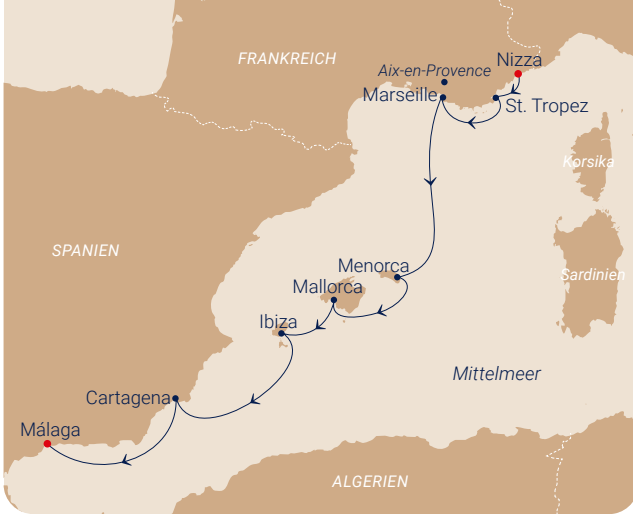 FRANKREICH
Nizza
Aix-en-Provence
Marseille
St. Tropez
Korsika
SPANIEN
Menorca
Sardinien
Mallorca
Ibiza
Mittelmeer
Cartagena
Málaga
ALGERIEN